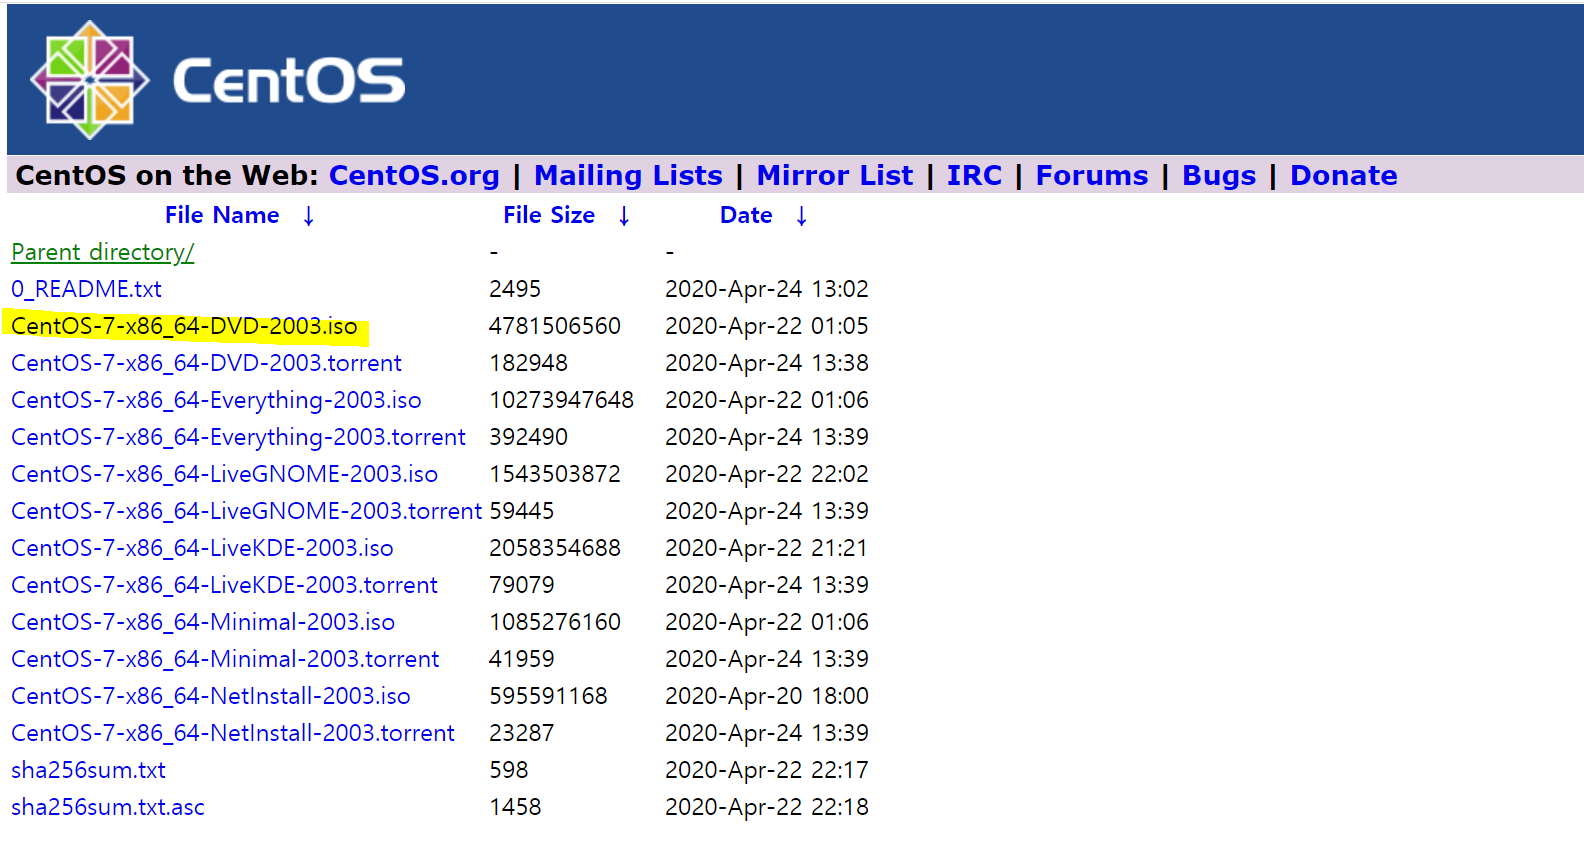 CentOS
CentOS on the Web: CentOS.org | Mailing Lists | Mirror List | IRC | Forums | Bugs | Donate
File Name ↓ File Size ↓ Date ↓
Parent directory/ - -
0_README.txt 2495 2020-Apr-24 13:02
CentOS-7-x86_64-DVD-2003.iso 4781506560 2020-Apr-22 01:05
CentOS-7-x86_64-DVD-2003.torrent 182948 2020-Apr-24 13:38
CentOS-7-x86_64-Everything-2003.iso 10273947648 2020-Apr-22 01:06
CentOS-7-x86_64-Everything-2003.torrent 392490 2020-Apr-24 13:39
CentOS-7-x86_64-LiveGNOME-2003.iso 1543503872 2020-Apr-22 22:02
CentOS-7-x86_64-LiveGNOME-2003.torrent 59445 2020-Apr-24 13:39
CentOS-7-x86_64-LiveKDE-2003.iso 2058354688 2020-Apr-22 21:21
CentOS-7-x86_64-LiveKDE-2003.torrent 79079 2020-Apr-24 13:39
CentOS-7-x86_64-Minimal-2003.iso 1085276160 2020-Apr-22 01:06
CentOS-7-x86_64-Minimal-2003.torrent 41959 2020-Apr-24 13:39
CentOS-7-x86_64-NetInstall-2003.iso 595591168 2020-Apr-20 18:00
CentOS-7-x86_64-NetInstall-2003.torrent 23287 2020-Apr-24 13:39
sha256sum.txt 598 2020-Apr-22 22:17
sha256sum.txt.asc 1458 2020-Apr-22 22:18